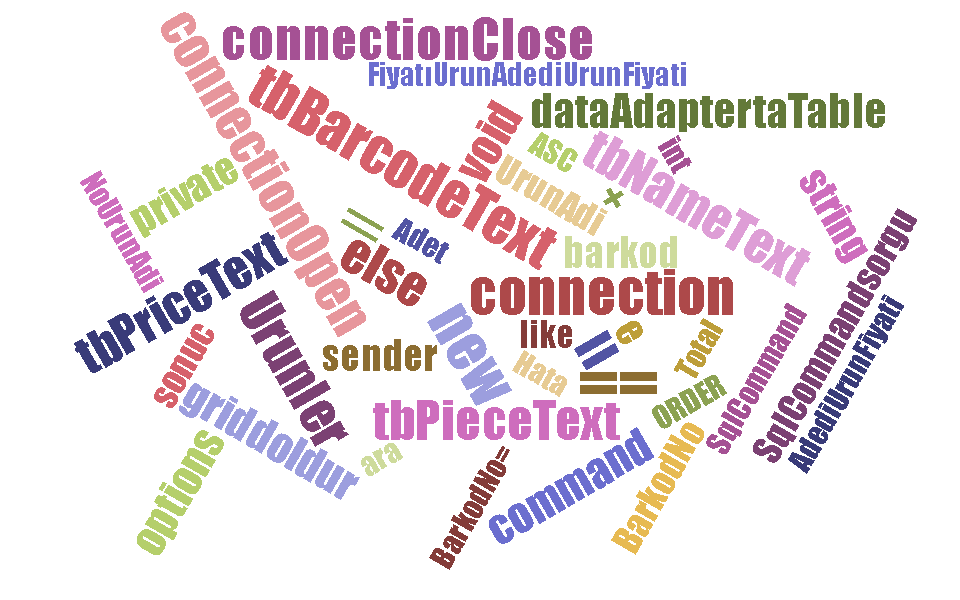 connectionClose
connectionOpen
FiyatıUrunAdediUrunFiyati
tbBarcodeText
dataAdaptertaTable
void
ASC
int
tbNameText
UrunAdi
×
string
private
NoUrunAdi
=
Adet
else
barkod
SqlCommandSorgu
tbPriceText
connection
Urunler
new
like
=
e
Total
SqlCommand
AdediUrunFiyati
sender
sonuc
Hata
==
ORDER
griddoldur
tbPieceText
ara
options
BarkodNo=
command
BarkodNo